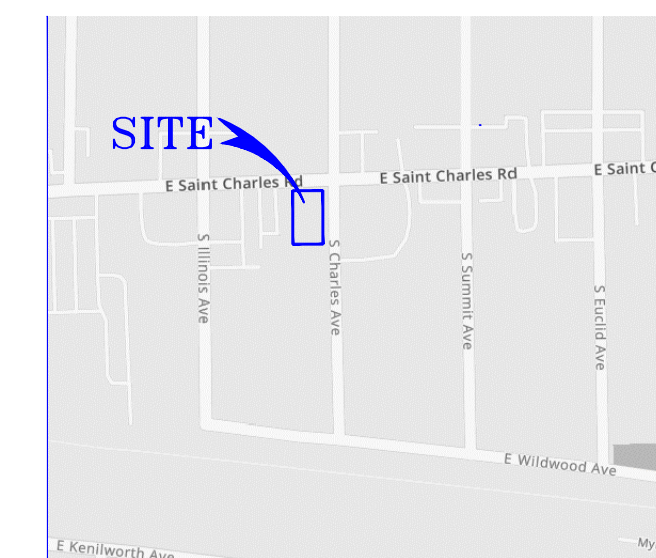 SITE
E Saint Charles Rd
E Saint Charles Rd
E Saint C
S Illinois Ave
S Charles Ave
S Summit Ave
S Euclid Ave
E Wildwood Ave
E Kenilworth Ave
My